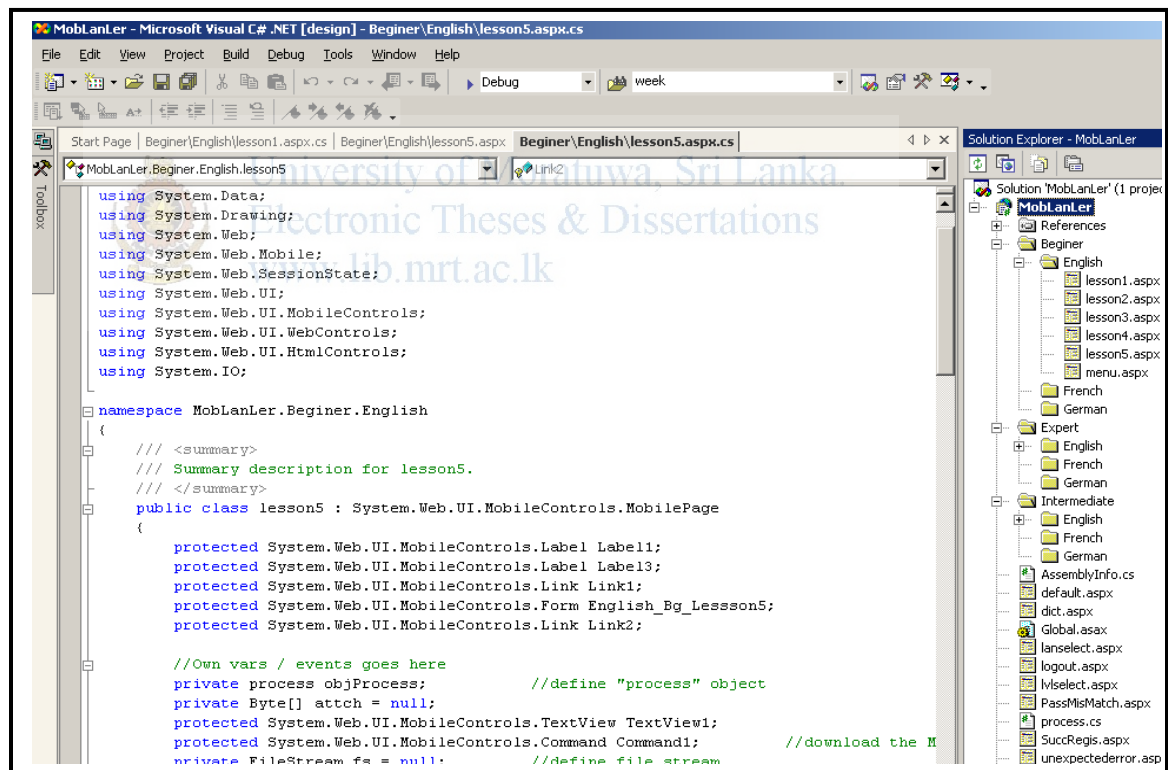 MobLanLer - Microsoft Visual C# .NET [design] - Beginer\English\lesson5.aspx.cs
File Edit View Project Build Debug Tools Window Help
Debug week
Start Page Beginer\English\lesson1.aspx.cs Beginer\English\lesson5.aspx Beginer\English\lesson5.aspx.cs
MobLanLer.Beginer.English.lesson5 Link2
Toolbox
University of Moratuwa, Sri Lanka.
Electronic Theses & Dissertations
www.lib.mrt.ac.lk
using System.Data;
using System.Drawing;
using System.Web;
using System.Web.Mobile;
using System.Web.SessionState;
using System.Web.UI;
using System.Web.UI.MobileControls;
using System.Web.UI.WebControls;
using System.Web.UI.HtmlControls;
using System.IO;
namespace MobLanLer.Beginer.English
{
/// <summary>
/// Summary description for lesson5.
/// </summary>
public class lesson5 : System.Web.UI.MobileControls.MobilePage
{
protected System.Web.UI.MobileControls.Label Label1;
protected System.Web.UI.MobileControls.Label Label3;
protected System.Web.UI.MobileControls.Link Link1;
protected System.Web.UI.MobileControls.Form English_Bg_Lessson5;
protected System.Web.UI.MobileControls.Link Link2;
//Own vars / events goes here
private process objProcess; //define "process" object
private Byte[] attch = null;
protected System.Web.UI.MobileControls.TextView TextView1;
protected System.Web.UI.MobileControls.Command Command1; //download the M
private FileStream fs = null; //define file stream
Solution Explorer - MobLanLer
Solution 'MobLanLer' (1 projec
MobLanLer
References
Beginer
English
lesson1.aspx
lesson2.aspx
lesson3.aspx
lesson4.aspx
lesson5.aspx
menu.aspx
French
German
Expert
English
French
German
Intermediate
English
French
German
AssemblyInfo.cs
default.aspx
dict.aspx
Global.asax
lanselect.aspx
logout.aspx
lvlselect.aspx
PassMisMatch.aspx
process.cs
SuccRegis.aspx
unexpectederror.asp